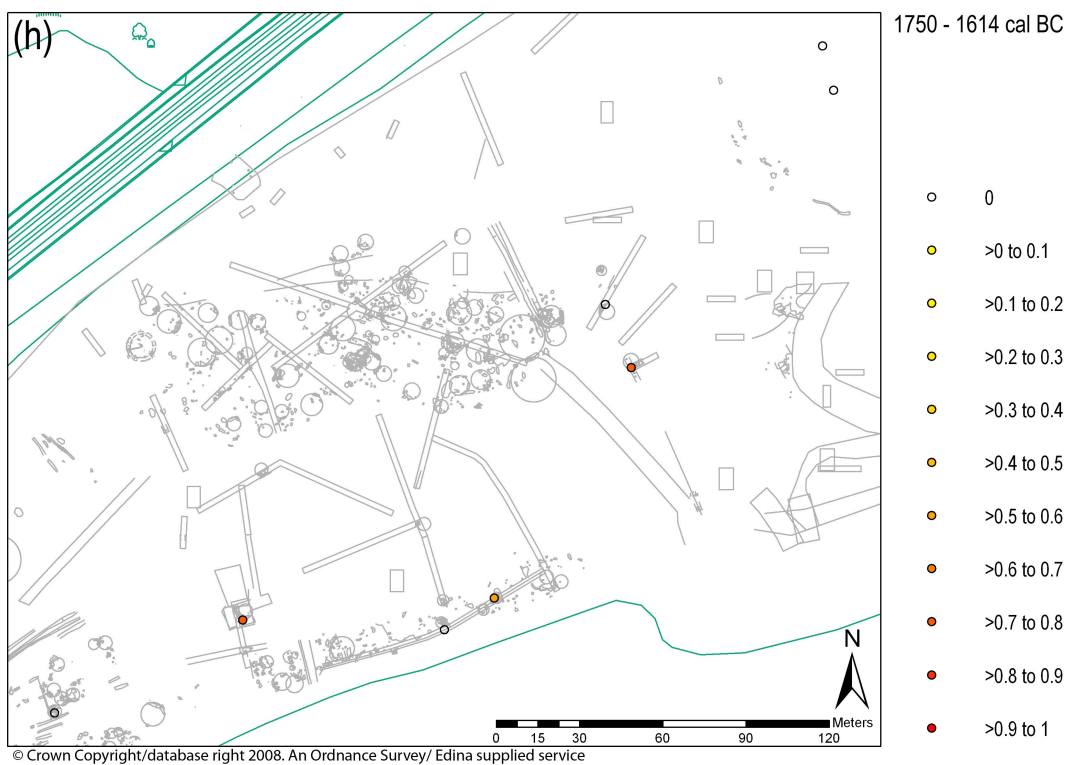 (h)
1750 - 1614 cal BC
0
>0 to 0.1
>0.1 to 0.2
>0.2 to 0.3
>0.3 to 0.4
>0.4 to 0.5
>0.5 to 0.6
>0.6 to 0.7
>0.7 to 0.8
>0.8 to 0.9
>0.9 to 1
N
Meters
0 15 30 60 90 120
© Crown Copyright/database right 2008. An Ordnance Survey/ Edina supplied service